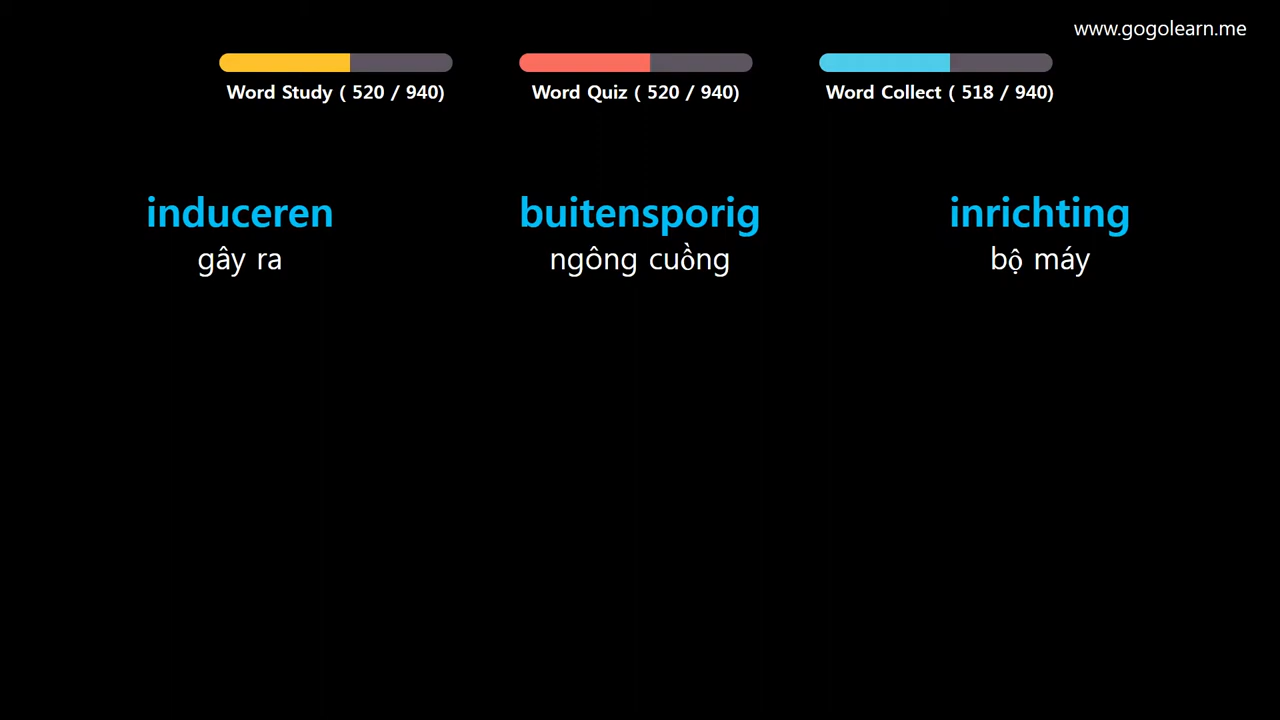 www.gogolearn.me
Word Study ( 520 / 940)
Word Quiz ( 520 / 940)
Word Collect ( 518 / 940)
induceren
gây ra
buitensporig
ngông cuồng
inrichting
bộ máy